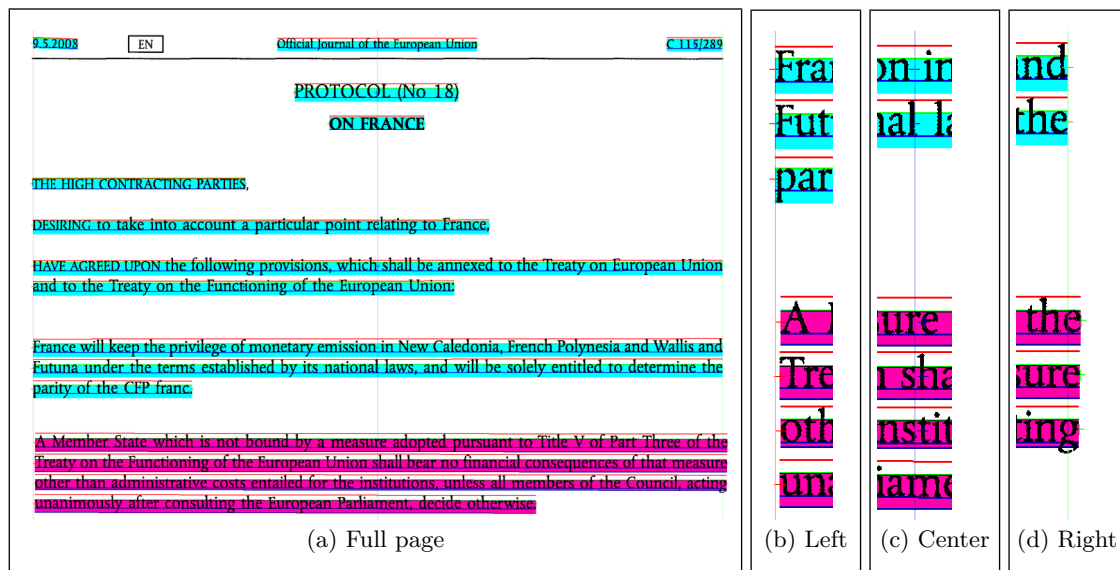 9.5.2008 EN Official Journal of the European Union C 115/289
PROTOCOL (No 18)
ON FRANCE
THE HIGH CONTRACTING PARTIES,
DESIRING to take into account a particular point relating to France,
HAVE AGREED UPON the following provisions, which shall be annexed to the Treaty on European Union
and to the Treaty on the Functioning of the European Union:
France will keep the privilege of monetary emission in New Caledonia, French Polynesia and Wallis and
Futuna under the terms established by its national laws, and will be solely entitled to determine the
parity of the CFP franc.
A Member State which is not bound by a measure adopted pursuant to Title V of Part Three of the
Treaty on the Functioning of the European Union shall bear no financial consequences of that measure
other than administrative costs entailed for the institutions, unless all members of the Council, acting
unanimously after consulting the European Parliament, decide otherwise.
(a) Full page
Fran
Futu
par
A
Tre
oth
una
(b) Left
on in
nal la
sure
sha
nstit
iame
(c) Center
nd
the
the
sure
ting
(d) Right